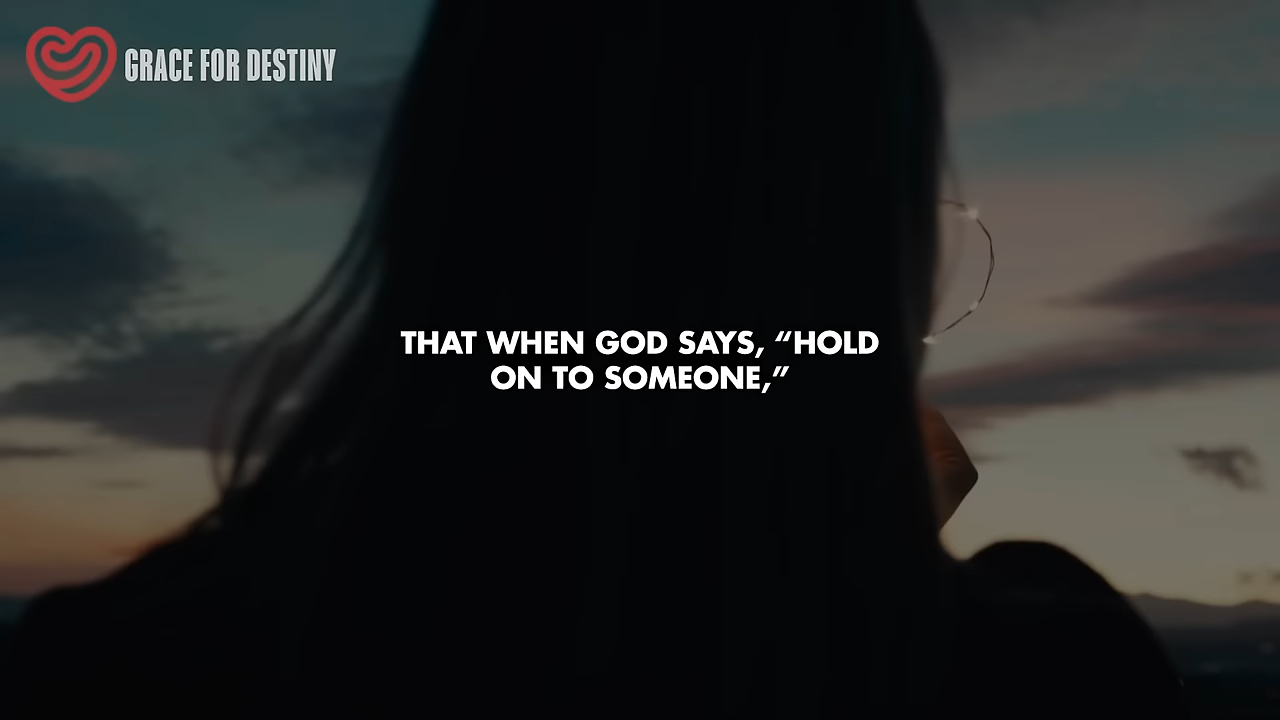 GRACE FOR DESTINY
THAT WHEN GOD SAYS, “HOLD
ON TO SOMEONE,”